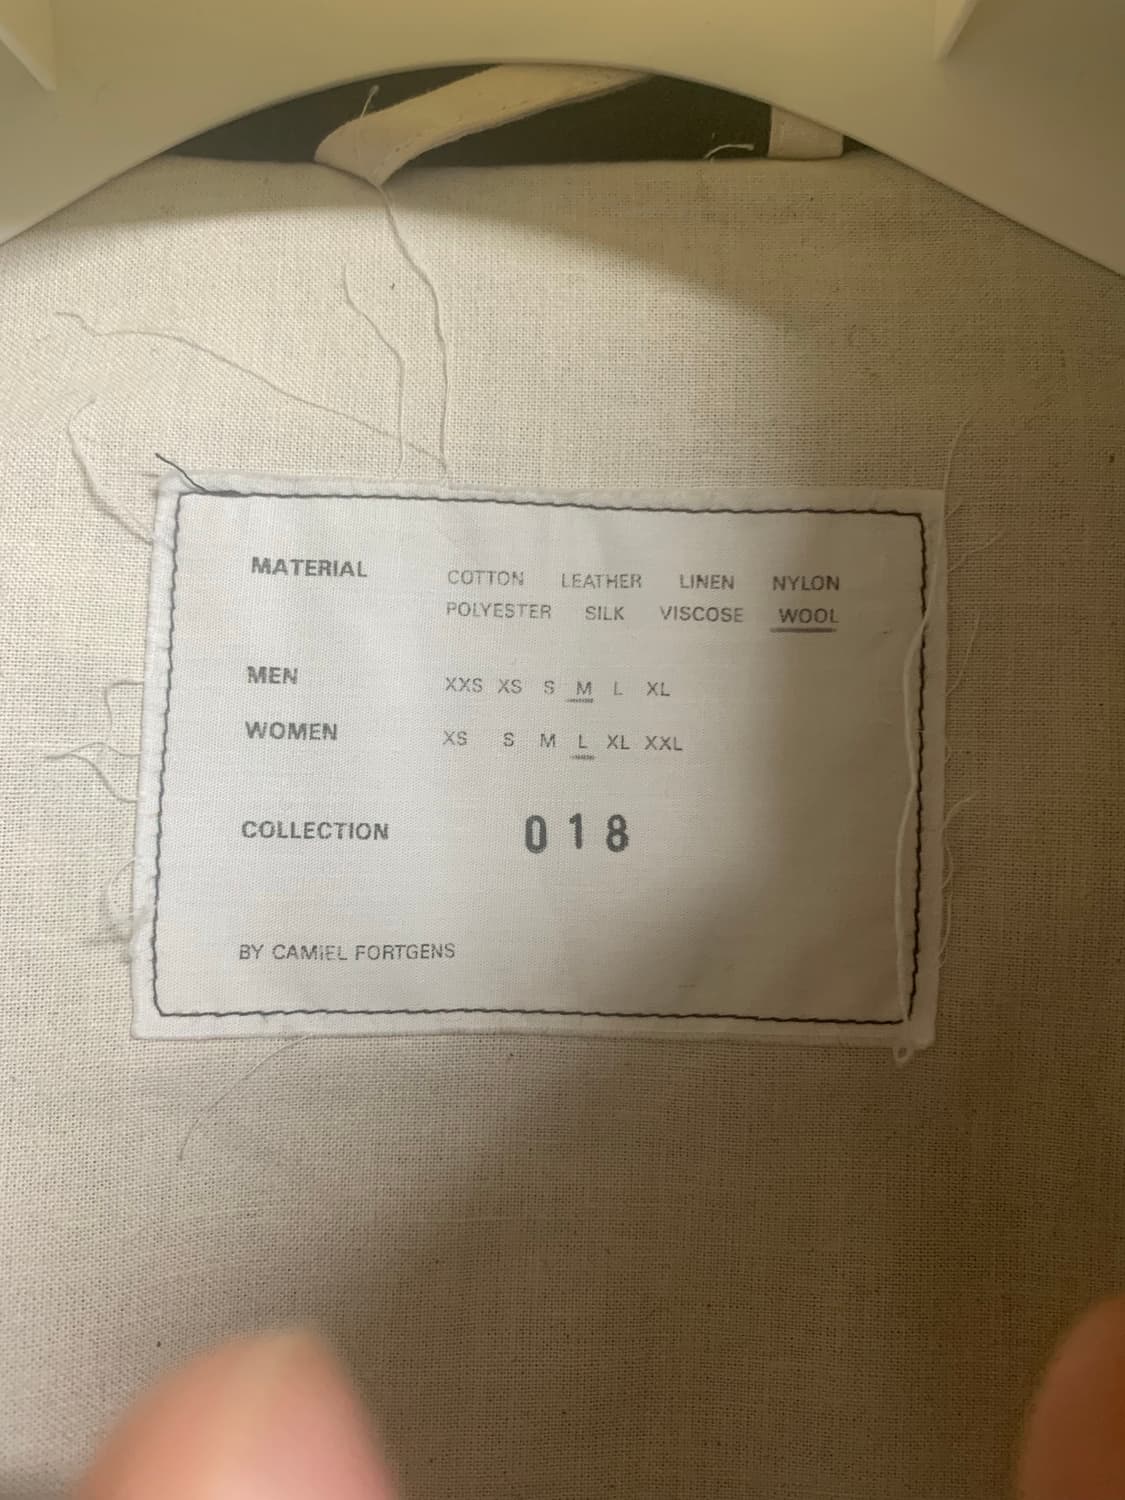 MATERIAL COTTON LEATHER LINEN NYLON
POLYESTER SILK VISCOSE WOOL
MEN XXS XS S M L XL
WOMEN XS S M L XL XXL
COLLECTION 018
BY CAMIEL FORTGENS